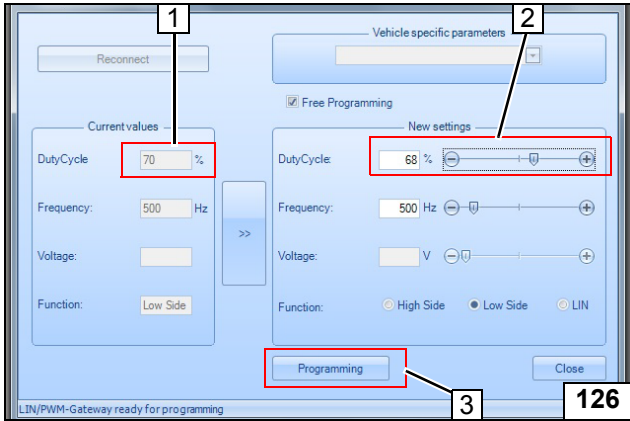 1
2
Vehicle specific parameters
Reconnect
Free Programming
Current values
New settings
DutyCycle 70 %
DutyCycle: 68 %
Frequency: 500 Hz
Frequency: 500 Hz
>>
Voltage:
Voltage: V
Function: Low Side
Function: High Side Low Side LIN
Programming
Close
3
126
LIN/PWM-Gateway ready for programming